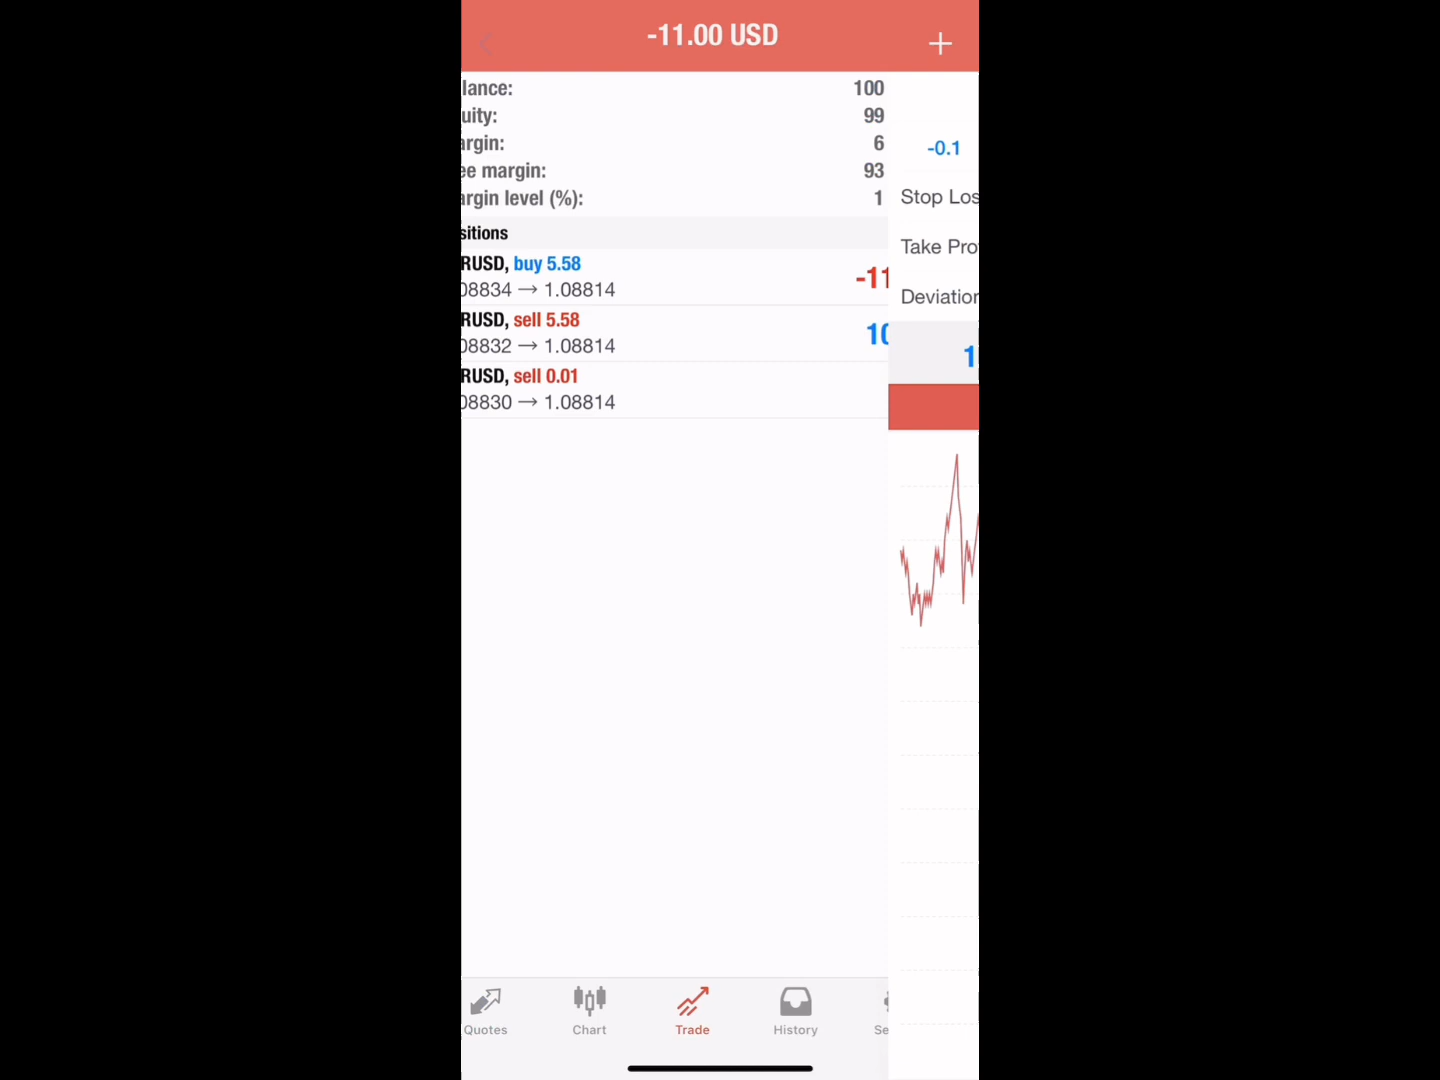 -11.00 USD
lance: 100
uity: 99
argin: 6
ee margin: 93
argin level (%): 1
sitions
RUSD, buy 5.58
08834 → 1.08814
-11
RUSD, sell 5.58
08832 → 1.08814
10
RUSD, sell 0.01
08830 → 1.08814
-0.1
Stop Los
Take Pro
Deviation
1
Quotes
Chart
Trade
History
Se